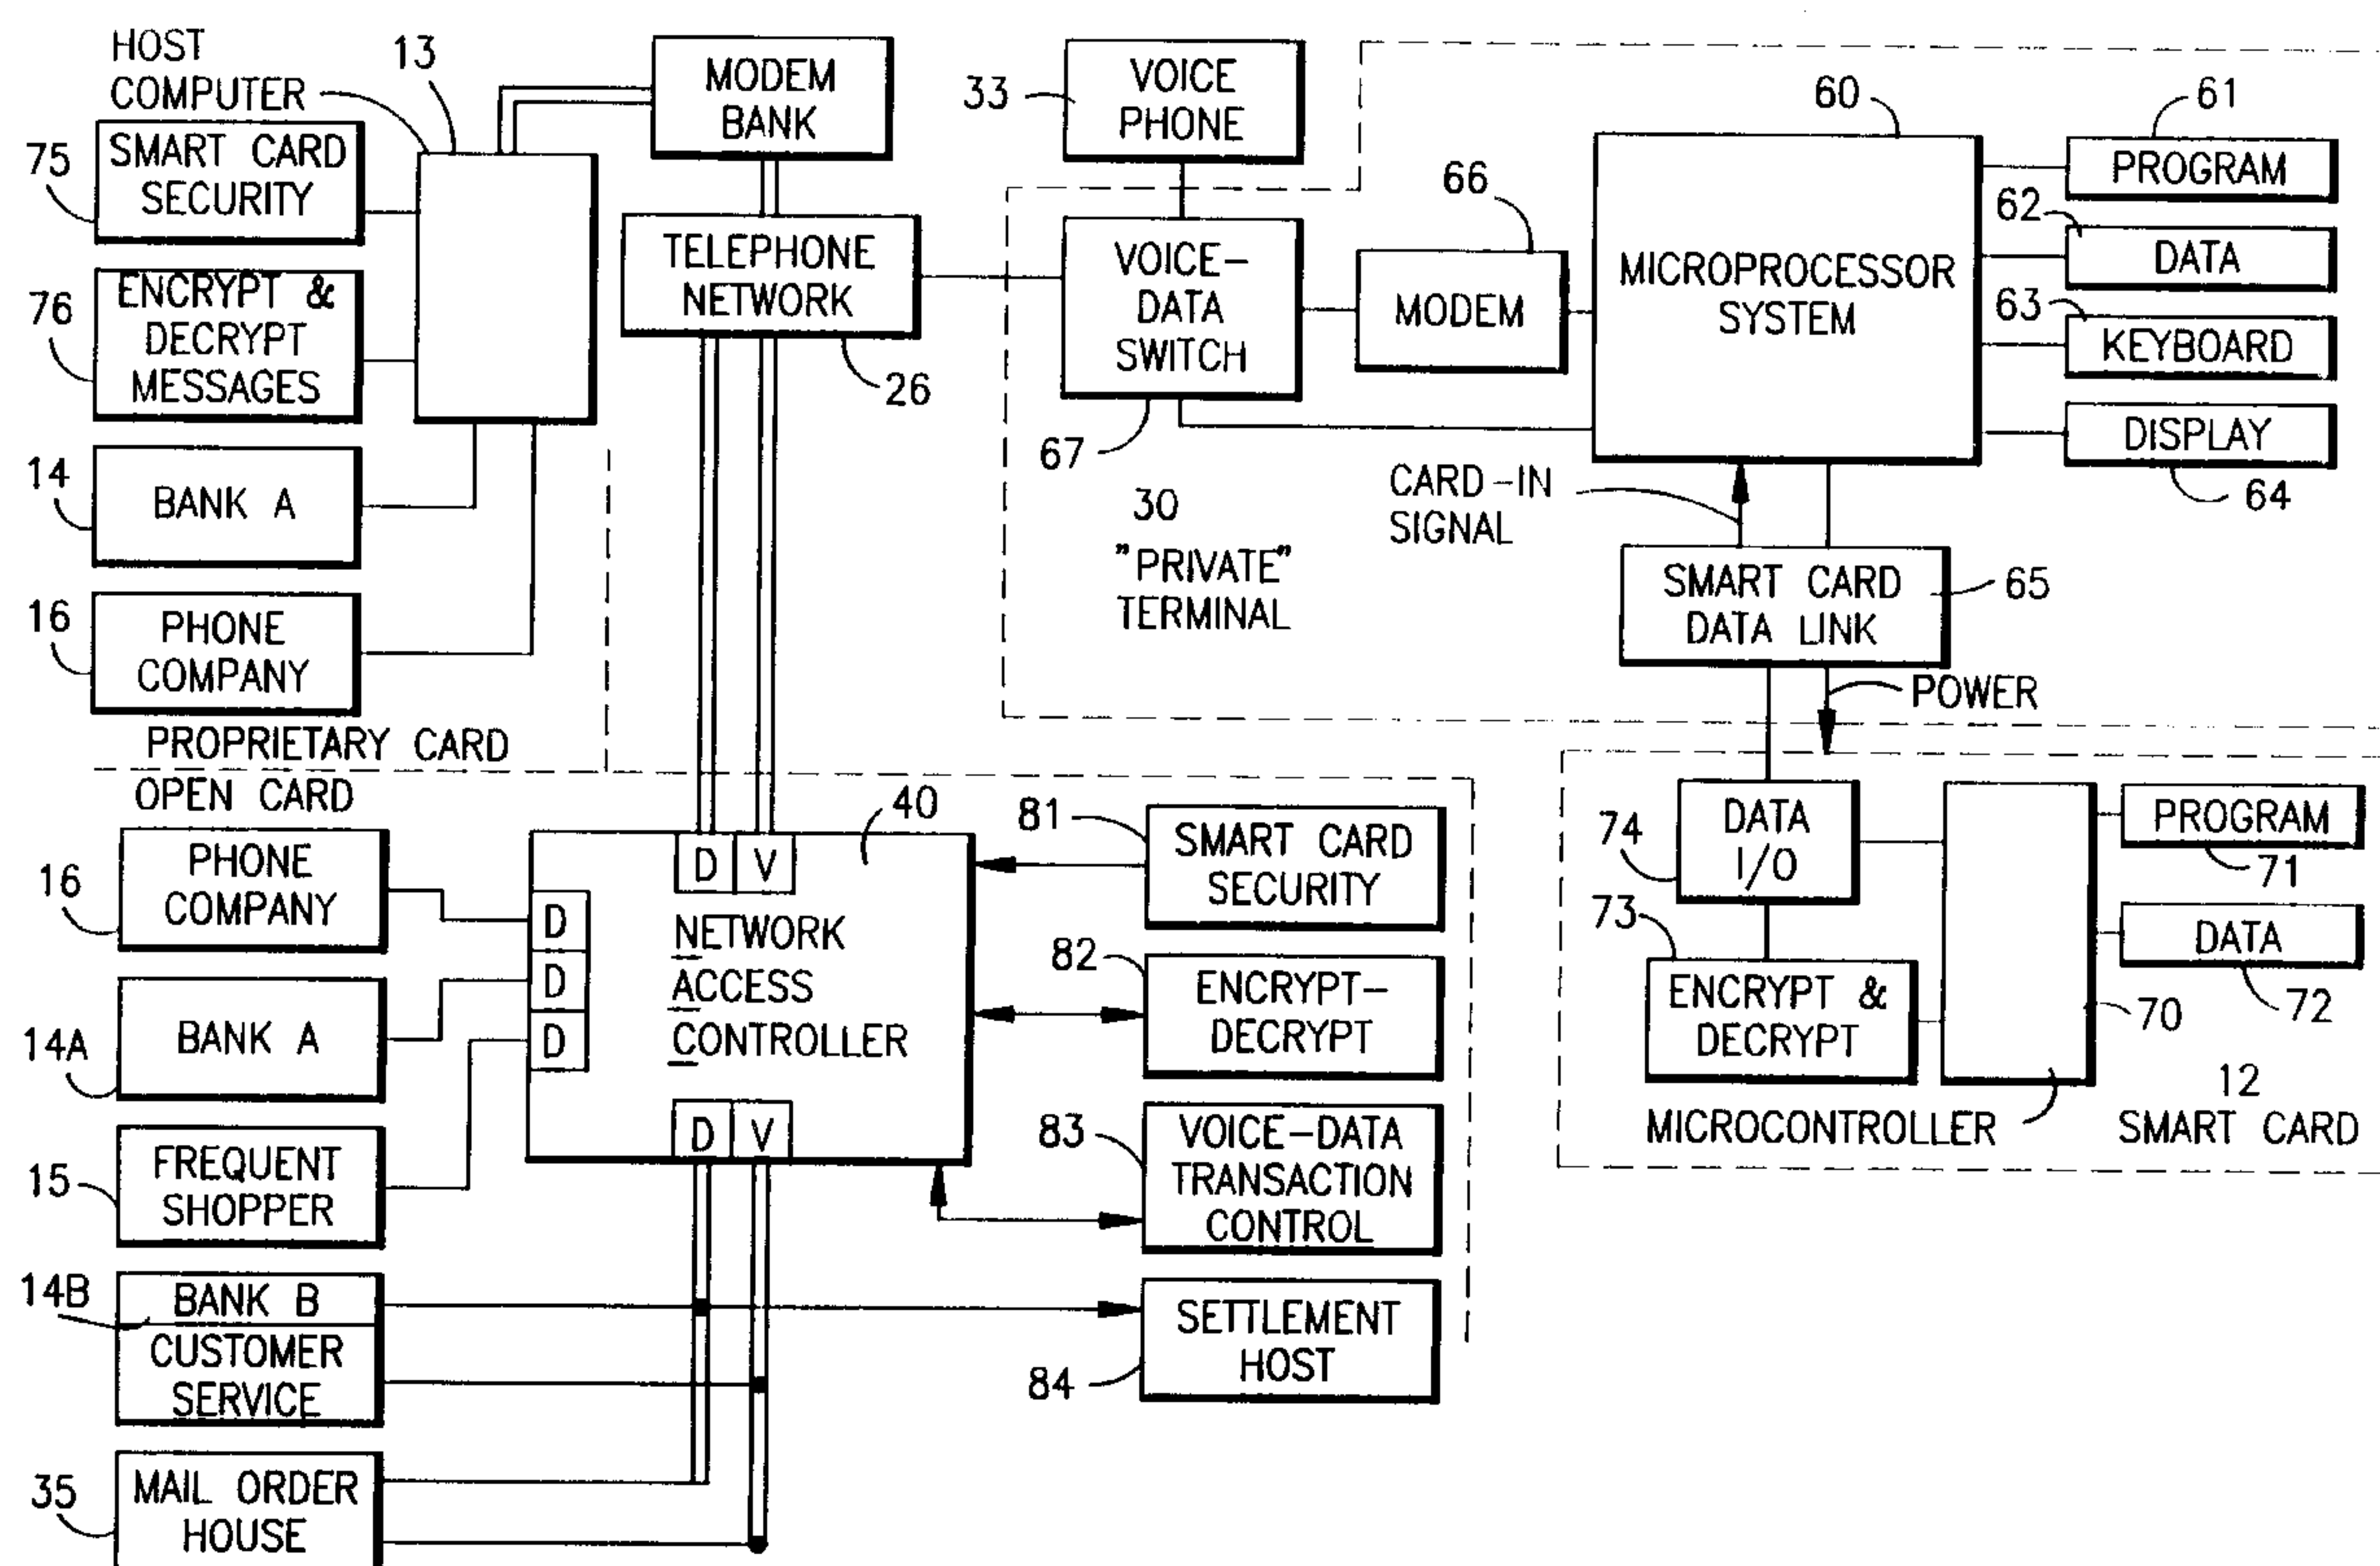 HOST
COMPUTER
13
MODEM
BANK
75
SMART CARD
SECURITY
76
ENCRYPT &
DECRYPT
MESSAGES
14
BANK A
16
PHONE
COMPANY
PROPRIETARY CARD
TELEPHONE
NETWORK
26
33
VOICE
PHONE
VOICE-
DATA
SWITCH
67
66
MODEM
60
MICROPROCESSOR
SYSTEM
61
PROGRAM
62
DATA
63
KEYBOARD
DISPLAY
64
30
"PRIVATE"
TERMINAL
CARD-IN
SIGNAL
SMART CARD
DATA LINK
65
POWER
OPEN CARD
16
PHONE
COMPANY
14A
BANK A
15
FREQUENT
SHOPPER
14B
BANK B
CUSTOMER
SERVICE
35
MAIL ORDER
HOUSE
40
D V
D
D
D
NETWORK
ACCESS
CONTROLLER
D V
81
SMART CARD
SECURITY
82
ENCRYPT-
DECRYPT
83
VOICE-DATA
TRANSACTION
CONTROL
84
SETTLEMENT
HOST
74
DATA
I/O
73
ENCRYPT &
DECRYPT
PROGRAM
71
DATA
72
70
MICROCONTROLLER
12
SMART CARD